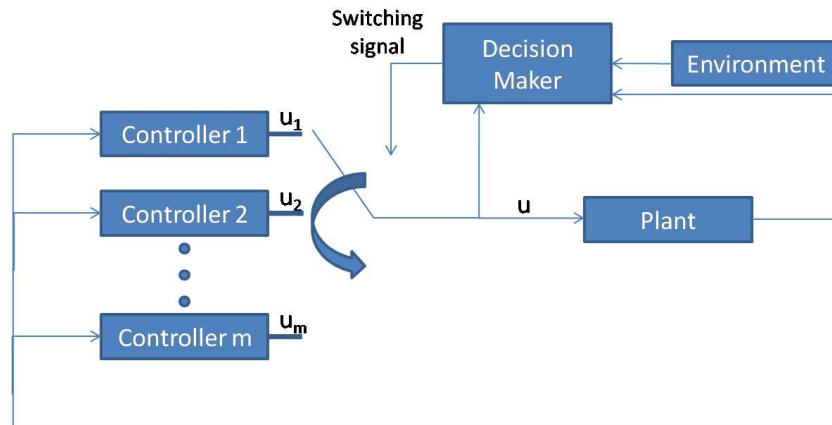 Switching
signal
Decision
Maker
Environment
Controller 1
u1
Controller 2
u2
u
Plant
Controller m
um